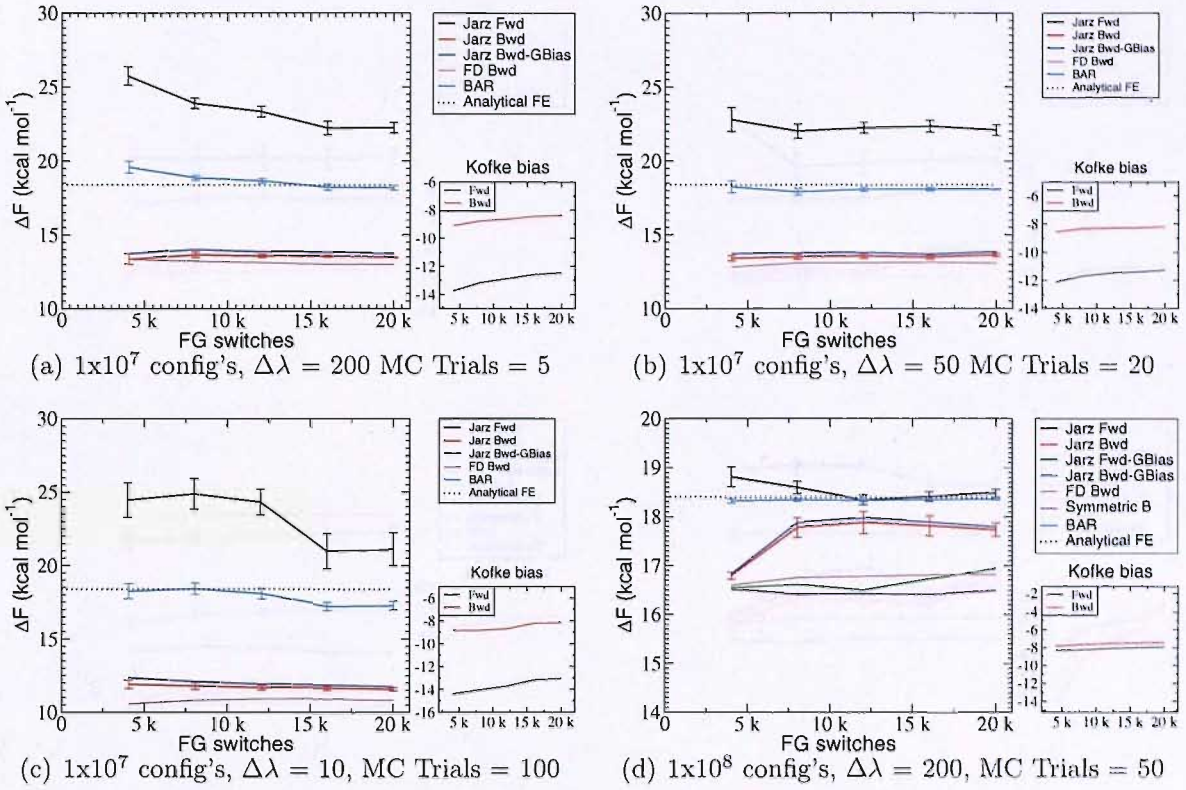 30
25
20
15
10
ΔF (kcal mol⁻¹)
0 5 k 10 k 15 k 20 k
FG switches
Jarz Fwd
Jarz Bwd
Jarz Bwd-GBias
FD Bwd
BAR
Analytical FE
Kofke bias
-6
-8
-10
-12
-14
Fwd
Bwd
5 k 10 k 15 k 20 k
(a) 1x10⁷ config's, Δλ = 200 MC Trials = 5
30
25
20
15
10
ΔF (kcal mol⁻¹)
0 5 k 10 k 15 k 20 k
FG switches
Jarz Fwd
Jarz Bwd
Jarz Bwd-GBias
FD Bwd
BAR
Analytical FE
Kofke bias
-6
-8
-10
-12
-14
Fwd
Bwd
5 k 10 k 15 k 20 k
(b) 1x10⁷ config's, Δλ = 50 MC Trials = 20
30
25
20
15
10
ΔF (kcal mol⁻¹)
0 5 k 10 k 15 k 20 k
FG switches
Jarz Fwd
Jarz Bwd
Jarz Bwd-GBias
FD Bwd
BAR
Analytical FE
Kofke bias
-6
-8
-10
-12
-14
-16
Fwd
Bwd
5 k 10 k 15 k 20 k
(c) 1x10⁷ config's, Δλ = 10, MC Trials = 100
20
19
18
17
16
15
14
ΔF (kcal mol⁻¹)
0 5 k 10 k 15 k 20 k
FG switches
Jarz Fwd
Jarz Bwd
Jarz Fwd-GBias
Jarz Bwd-GBias
FD Bwd
Symmetric B
BAR
Analytical FE
Kofke bias
-2
-4
-6
-8
-10
-12
-14
Fwd
Bwd
5 k 10 k 15 k 20 k
(d) 1x10⁸ config's, Δλ = 200, MC Trials = 50